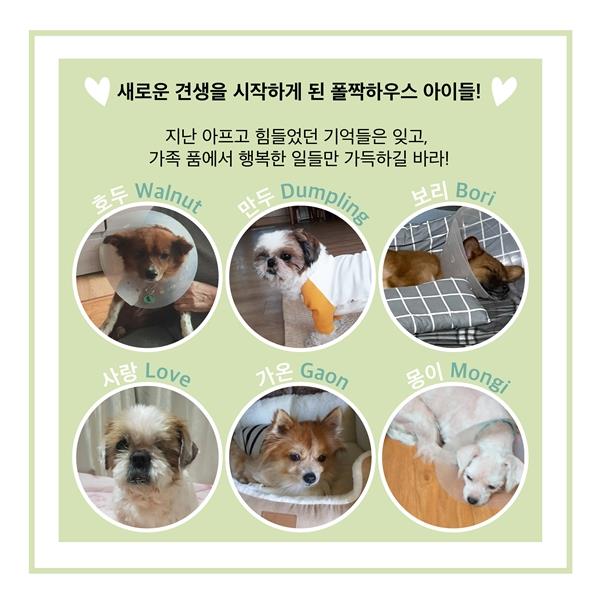 새로운 견생을 시작하게 된 폴짝하우스 아이들!
지난 아프고 힘들었던 기억들은 잊고,
가족 품에서 행복한 일들만 가득하길 바라!
호두 Walnut
만두 Dumpling
보리 Bori
사랑 Love
가온 Gaon
몽이 Mongi